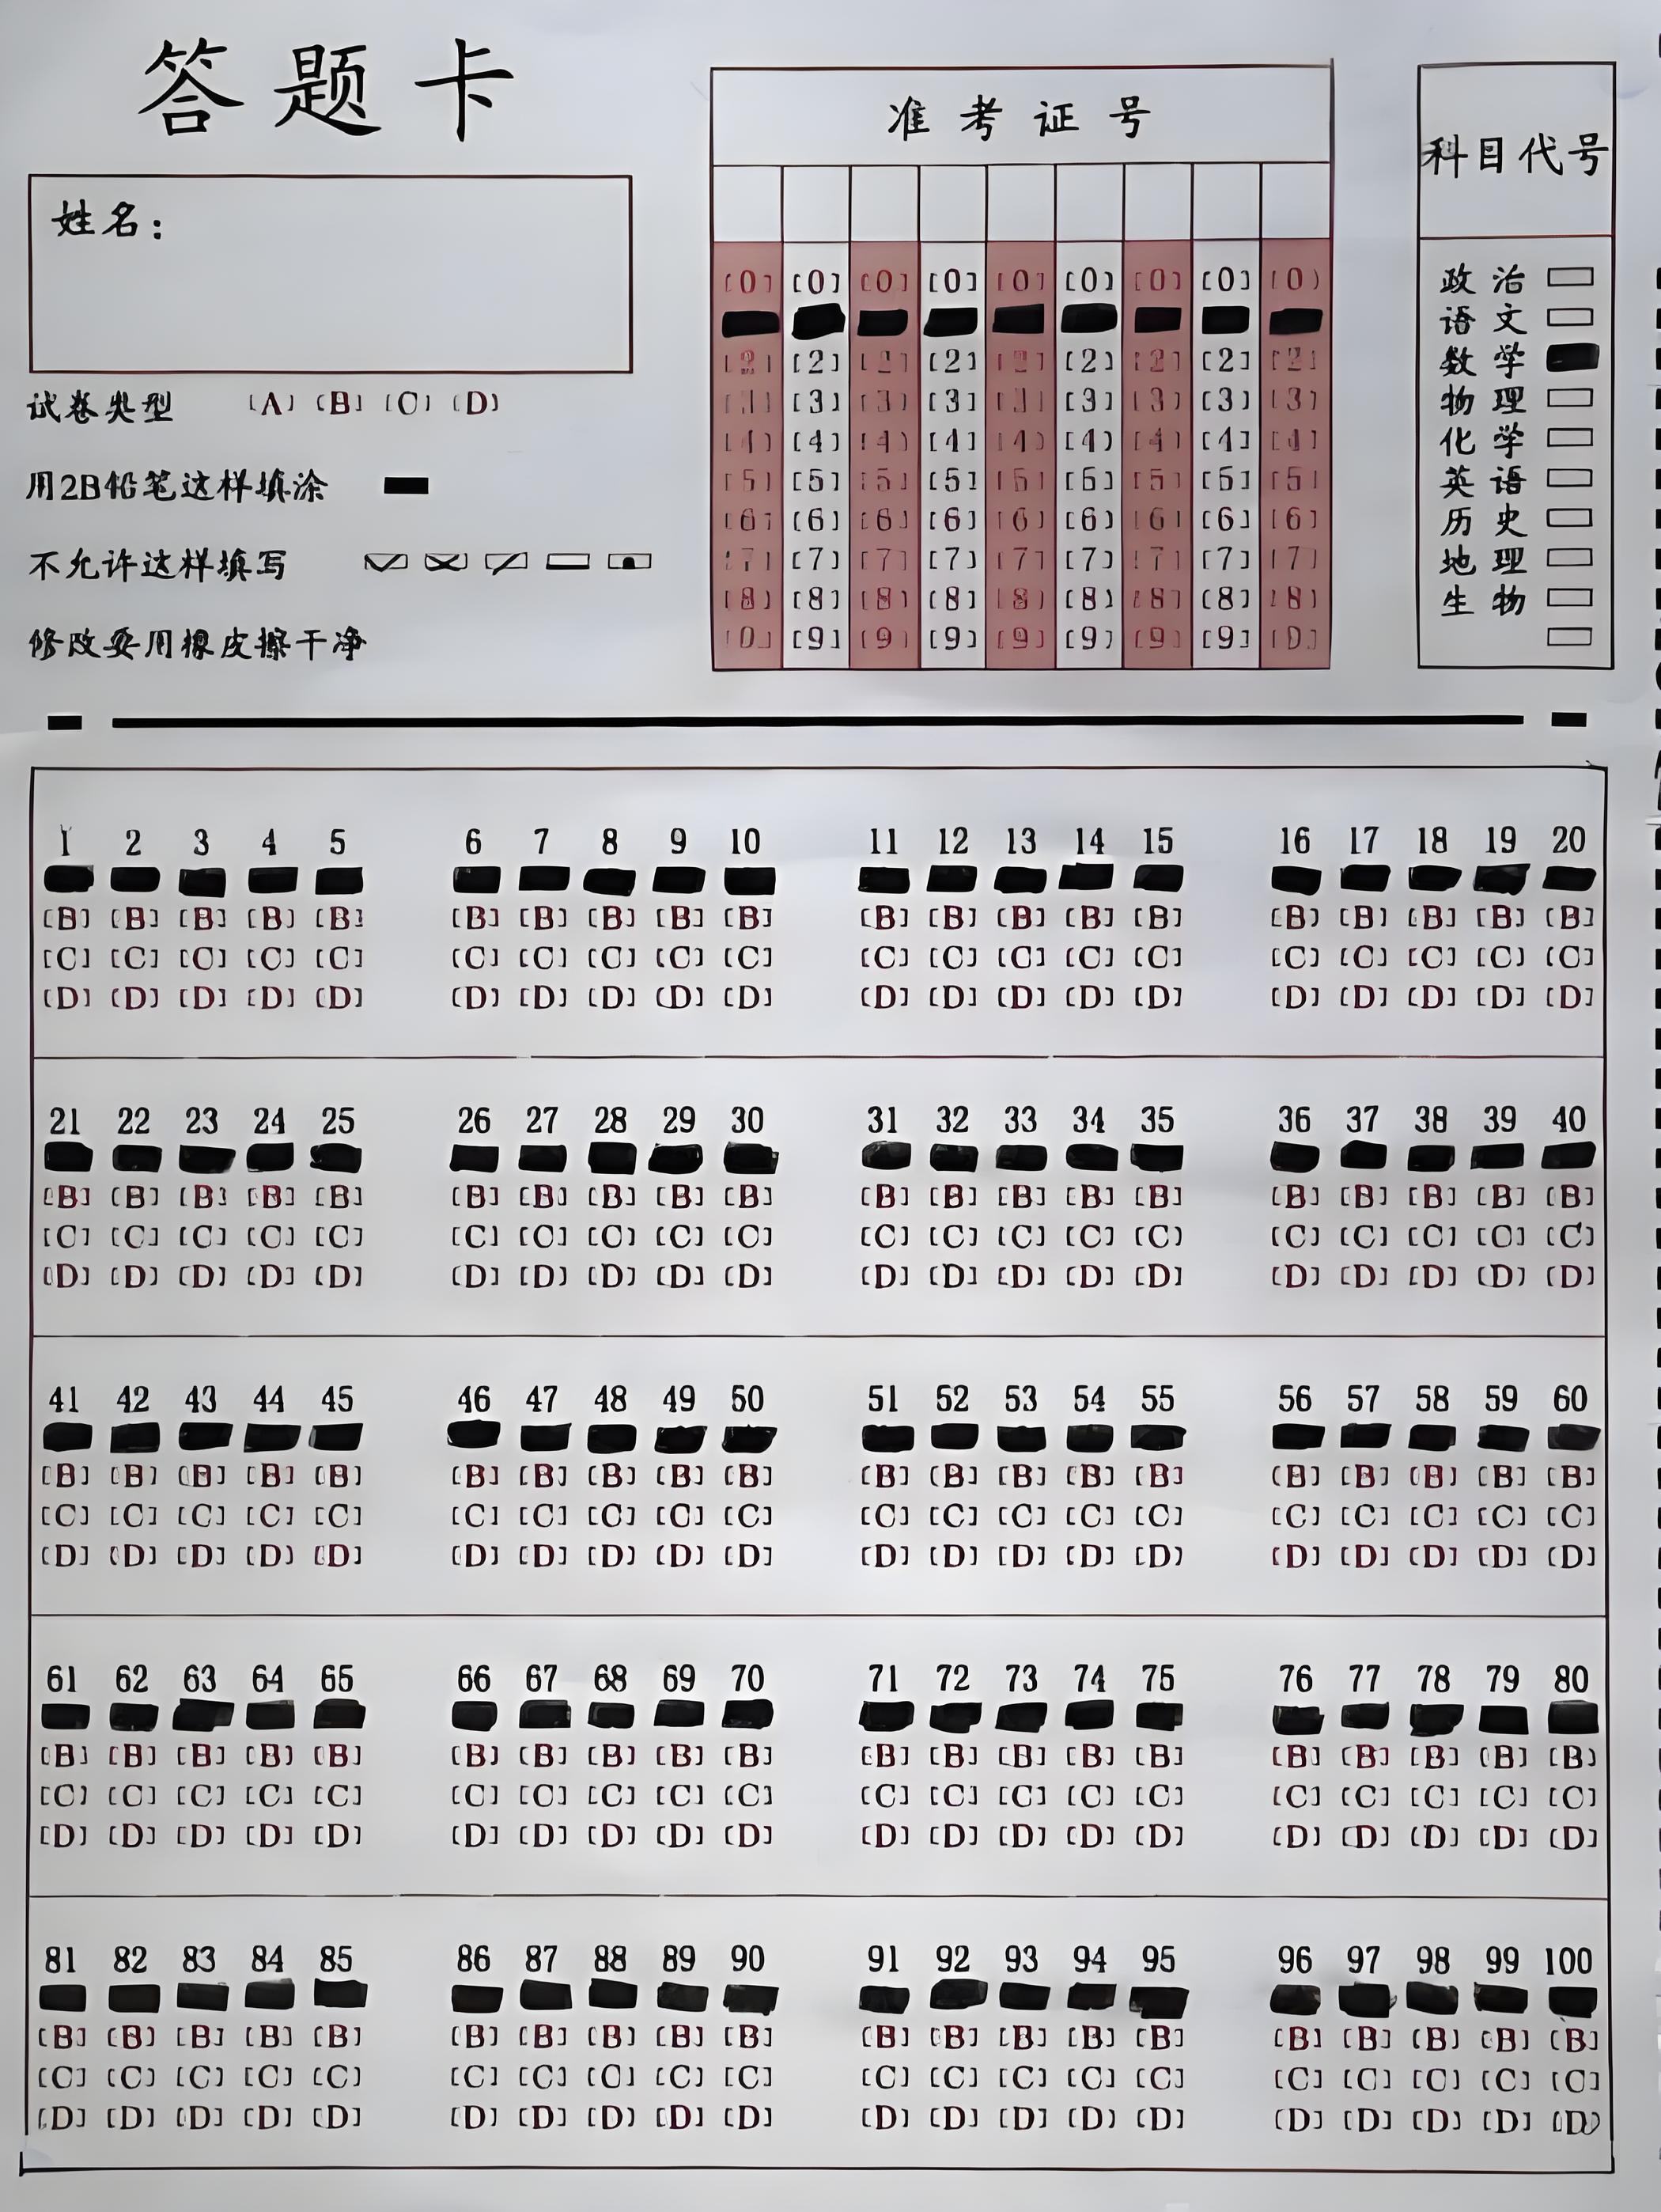 答题卡
姓名：
试卷类型 [A] [B] [C] [D]
用2B铅笔这样填涂
不允许这样填写
修改要用橡皮擦干净
准考证号
[0] [0] [0] [0] [0] [0] [0] [0] [0]
[2] [2] [2] [2] [2] [2] [2] [2]
[3] [3] [3] [3] [3] [3] [3] [3]
[4] [4] [4] [4] [4] [4] [4] [4] [4]
[5] [5] [5] [5] [5] [5] [5] [5] [5]
[6] [6] [6] [6] [6] [6] [6] [6] [6]
[7] [7] [7] [7] [7] [7] [7] [7] [7]
[8] [8] [8] [8] [8] [8] [8] [8] [8]
[9] [9] [9] [9] [9] [9] [9]
科目代号
政治
语文
数学
物理
化学
英语
历史
地理
生物
1 2 3 4 5 6 7 8 9 10 11 12 13 14 15 16 17 18 19 20
[B] [B] [B] [B] [B] [B] [B] [B] [B] [B] [B] [B] [B] [B] [B] [B] [B] [B] [B] [B]
[C] [C] [C] [C] [C] [C] [C] [C] [C] [C] [C] [C] [C] [C] [C] [C] [C] [C] [C] [C]
[D] [D] [D] [D] [D] [D] [D] [D] [D] [D] [D] [D] [D] [D] [D] [D] [D] [D] [D] [D]
21 22 23 24 25 26 27 28 29 30 31 32 33 34 35 36 37 38 39 40
[B] [B] [B] [B] [B] [B] [B] [B] [B] [B] [B] [B] [B] [B] [B] [B] [B] [B] [B] [B]
[C] [C] [C] [C] [C] [C] [C] [C] [C] [C] [C] [C] [C] [C] [C] [C] [C] [C] [C] [C]
[D] [D] [D] [D] [D] [D] [D] [D] [D] [D] [D] [D] [D] [D] [D] [D] [D] [D] [D] [D]
41 42 43 44 45 46 47 48 49 50 51 52 53 54 55 56 57 58 59 60
[B] [B] [B] [B] [B] [B] [B] [B] [B] [B] [B] [B] [B] [B] [B] [B] [B] [B] [B] [B]
[C] [C] [C] [C] [C] [C] [C] [C] [C] [C] [C] [C] [C] [C] [C] [C] [C] [C] [C] [C]
[D] [D] [D] [D] [D] [D] [D] [D] [D] [D] [D] [D] [D] [D] [D] [D] [D] [D] [D] [D]
61 62 63 64 65 66 67 68 69 70 71 72 73 74 75 76 77 78 79 80
[B] [B] [B] [B] [B] [B] [B] [B] [B] [B] [B] [B] [B] [B] [B] [B] [B] [B] [B] [B]
[C] [C] [C] [C] [C] [C] [C] [C] [C] [C] [C] [C] [C] [C] [C] [C] [C] [C] [C] [C]
[D] [D] [D] [D] [D] [D] [D] [D] [D] [D] [D] [D] [D] [D] [D] [D] [D] [D] [D] [D]
81 82 83 84 85 86 87 88 89 90 91 92 93 94 95 96 97 98 99 100
[B] [B] [B] [B] [B] [B] [B] [B] [B] [B] [B] [B] [B] [B] [B] [B] [B] [B] [B] [B]
[C] [C] [C] [C] [C] [C] [C] [C] [C] [C] [C] [C] [C] [C] [C] [C] [C] [C] [C] [C]
[D] [D] [D] [D] [D] [D] [D] [D] [D] [D] [D] [D] [D] [D] [D] [D] [D] [D] [D] [D]